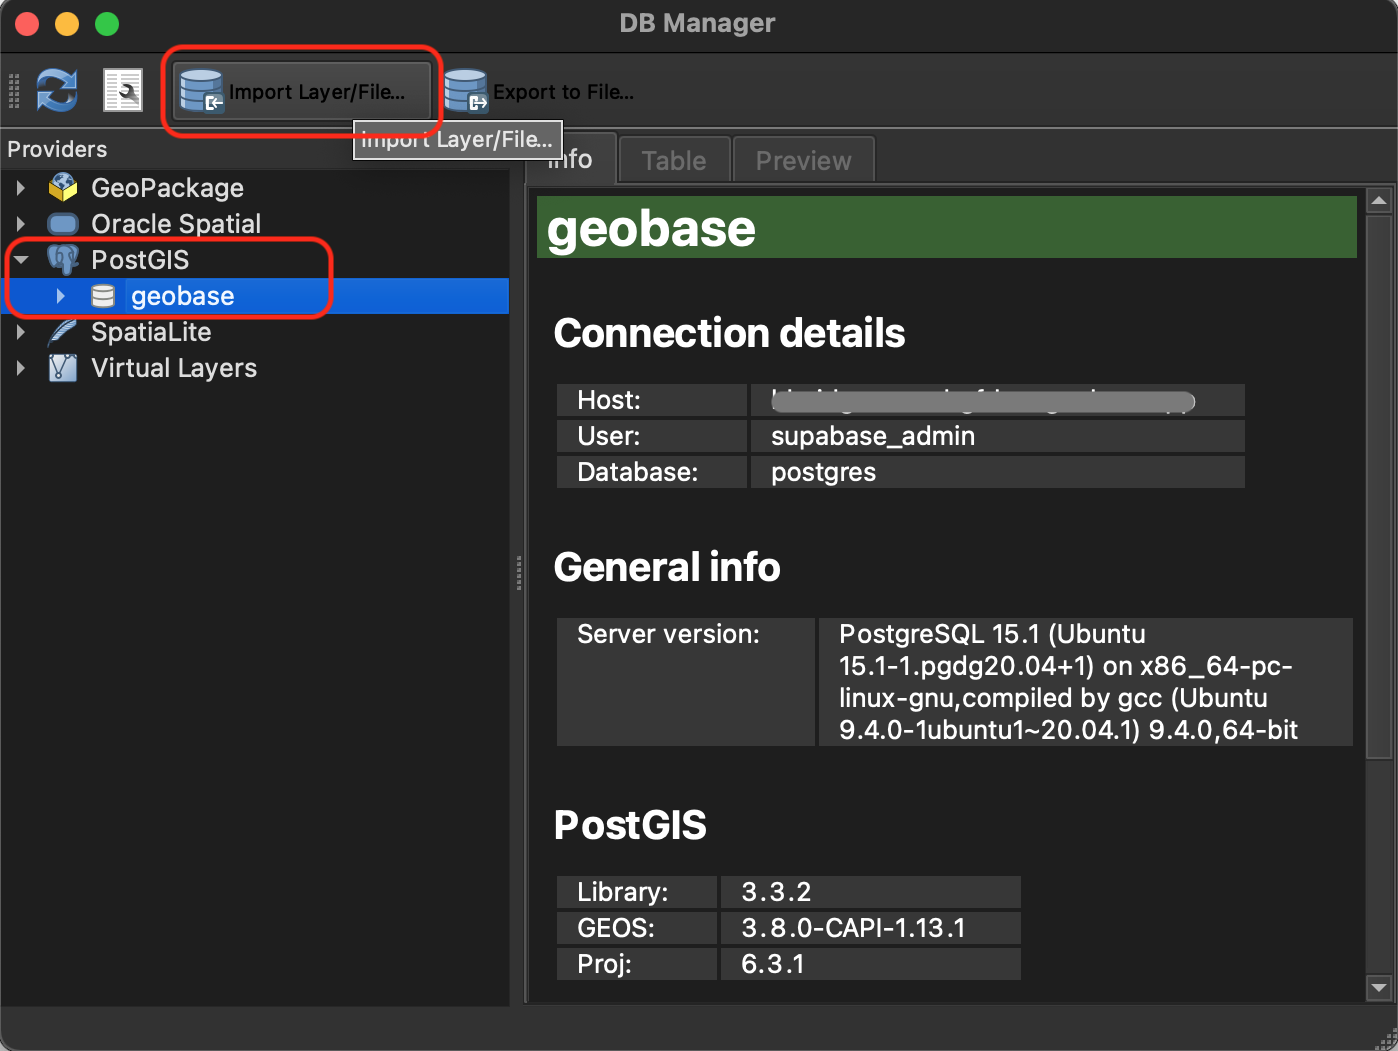 DB Manager
Import Layer/File...
Export to File...
Import Layer/File...
Providers
Info
Table
Preview
GeoPackage
Oracle Spatial
PostGIS
geobase
SpatiaLite
Virtual Layers
geobase
Connection details
Host:
User:
supabase_admin
Database:
postgres
General info
Server version:
PostgreSQL 15.1 (Ubuntu
15.1-1.pgdg20.04+1) on x86_64-pc-
linux-gnu,compiled by gcc (Ubuntu
9.4.0-1ubuntu1~20.04.1) 9.4.0,64-bit
PostGIS
Library:
3.3.2
GEOS:
3.8.0-CAPI-1.13.1
Proj:
6.3.1